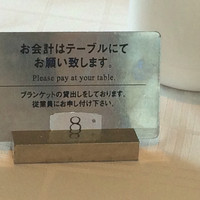 お会計はテーブルにて
お願い致します。
Please pay at your table.
ブランケットの貸出しをしております。
従業員にお申し付け下さい。
8